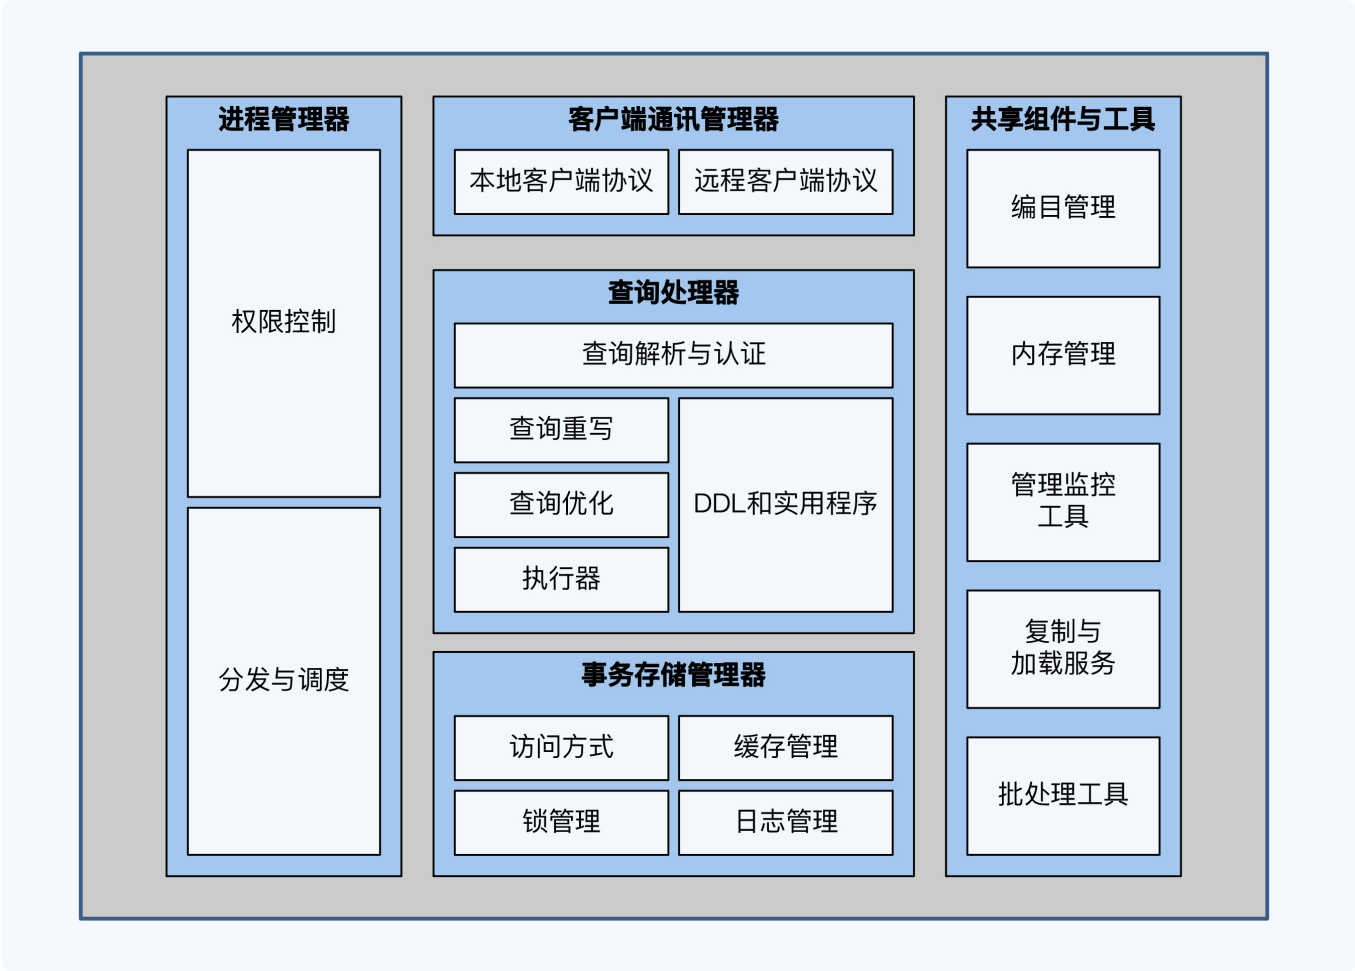 进程管理器
权限控制
分发与调度
客户端通讯管理器
本地客户端协议
远程客户端协议
查询处理器
查询解析与认证
查询重写
查询优化
执行器
DDL和实用程序
事务存储管理器
访问方式
缓存管理
锁管理
日志管理
共享组件与工具
编目管理
内存管理
管理监控
工具
复制与
加载服务
批处理工具